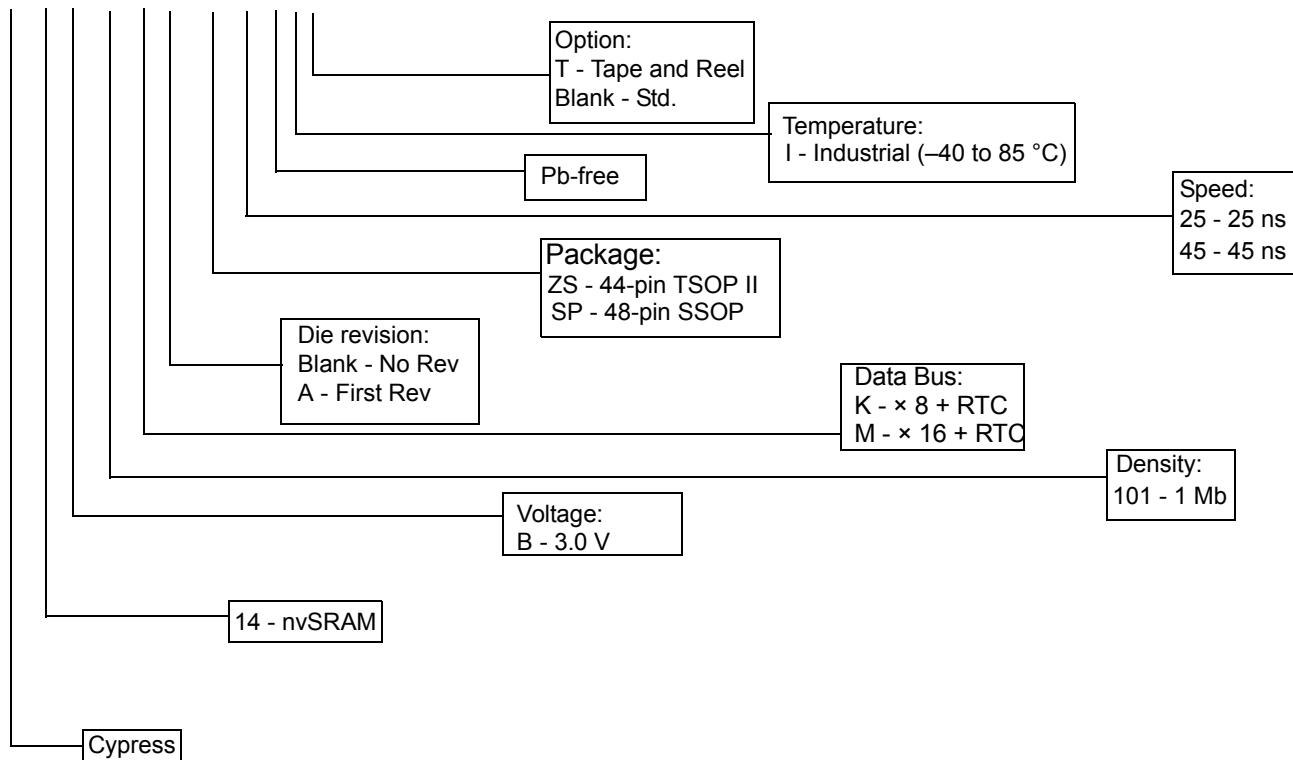 Option:
T - Tape and Reel
Blank - Std.
Temperature:
I - Industrial (–40 to 85 °C)
Pb-free
Speed:
25 - 25 ns
45 - 45 ns
Package:
ZS - 44-pin TSOP II
SP - 48-pin SSOP
Die revision:
Blank - No Rev
A - First Rev
Data Bus:
K - × 8 + RTC
M - × 16 + RTC
Density:
101 - 1 Mb
Voltage:
B - 3.0 V
14 - nvSRAM
Cypress